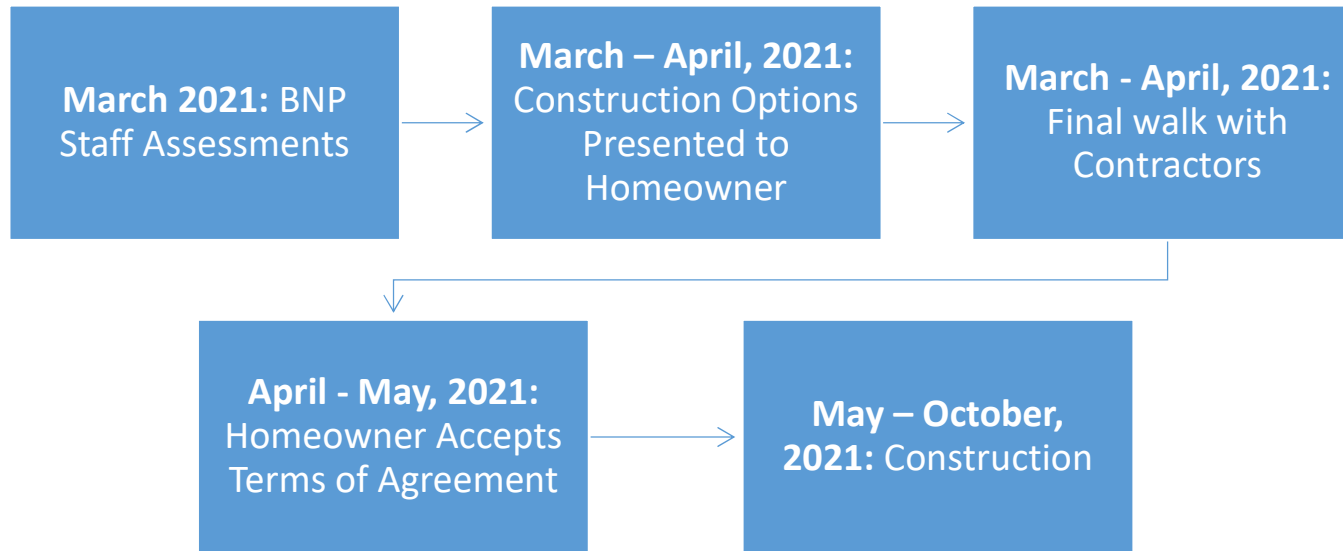 March 2021: BNP
Staff Assessments
March – April, 2021:
Construction Options
Presented to
Homeowner
March - April, 2021:
Final walk with
Contractors
April - May, 2021:
Homeowner Accepts
Terms of Agreement
May – October,
2021: Construction